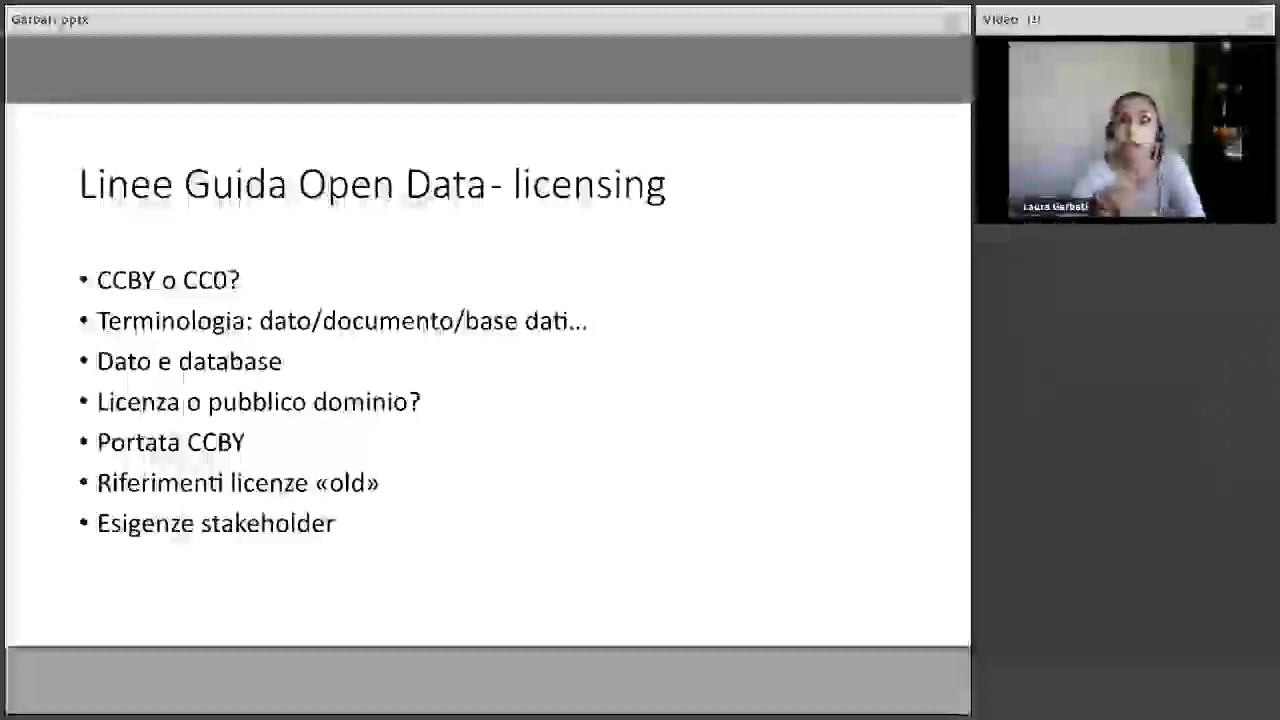 Garbati.pptx
Video (1)
Laura Garbati
Linee Guida Open Data - licensing
• CCBY o CC0?
• Terminologia: dato/documento/base dati...
• Dato e database
• Licenza o pubblico dominio?
• Portata CCBY
• Riferimenti licenze «old»
• Esigenze stakeholder